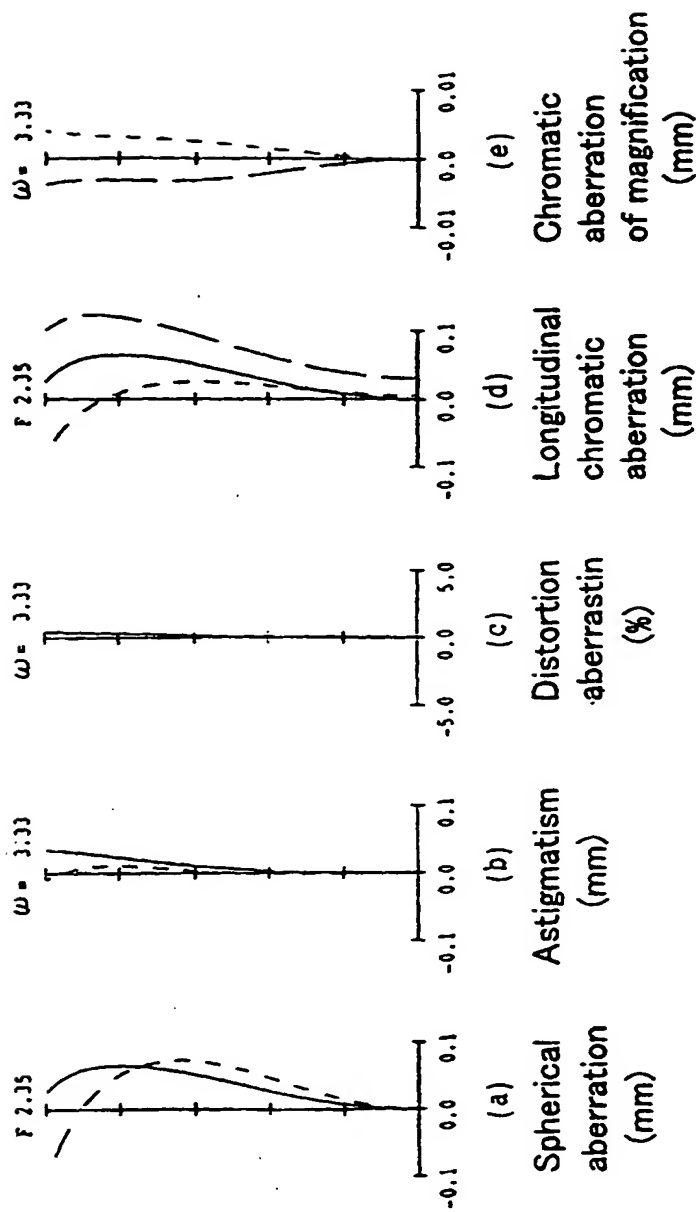 F 2.35
-0.1 0.0 0.1
(a)
Spherical
aberration
(mm)
ω = 3.33
-0.1 0.0 0.1
(b)
Astigmatism
(mm)
ω = 3.33
-5.0 0.0 5.0
(c)
Distortion
aberrastin
(%)
F 2.35
-0.1 0.0 0.1
(d)
Longitudinal
chromatic
aberration
(mm)
ω = 3.33
-0.01 0.0 0.01
(e)
Chromatic
aberration
of magnification
(mm)